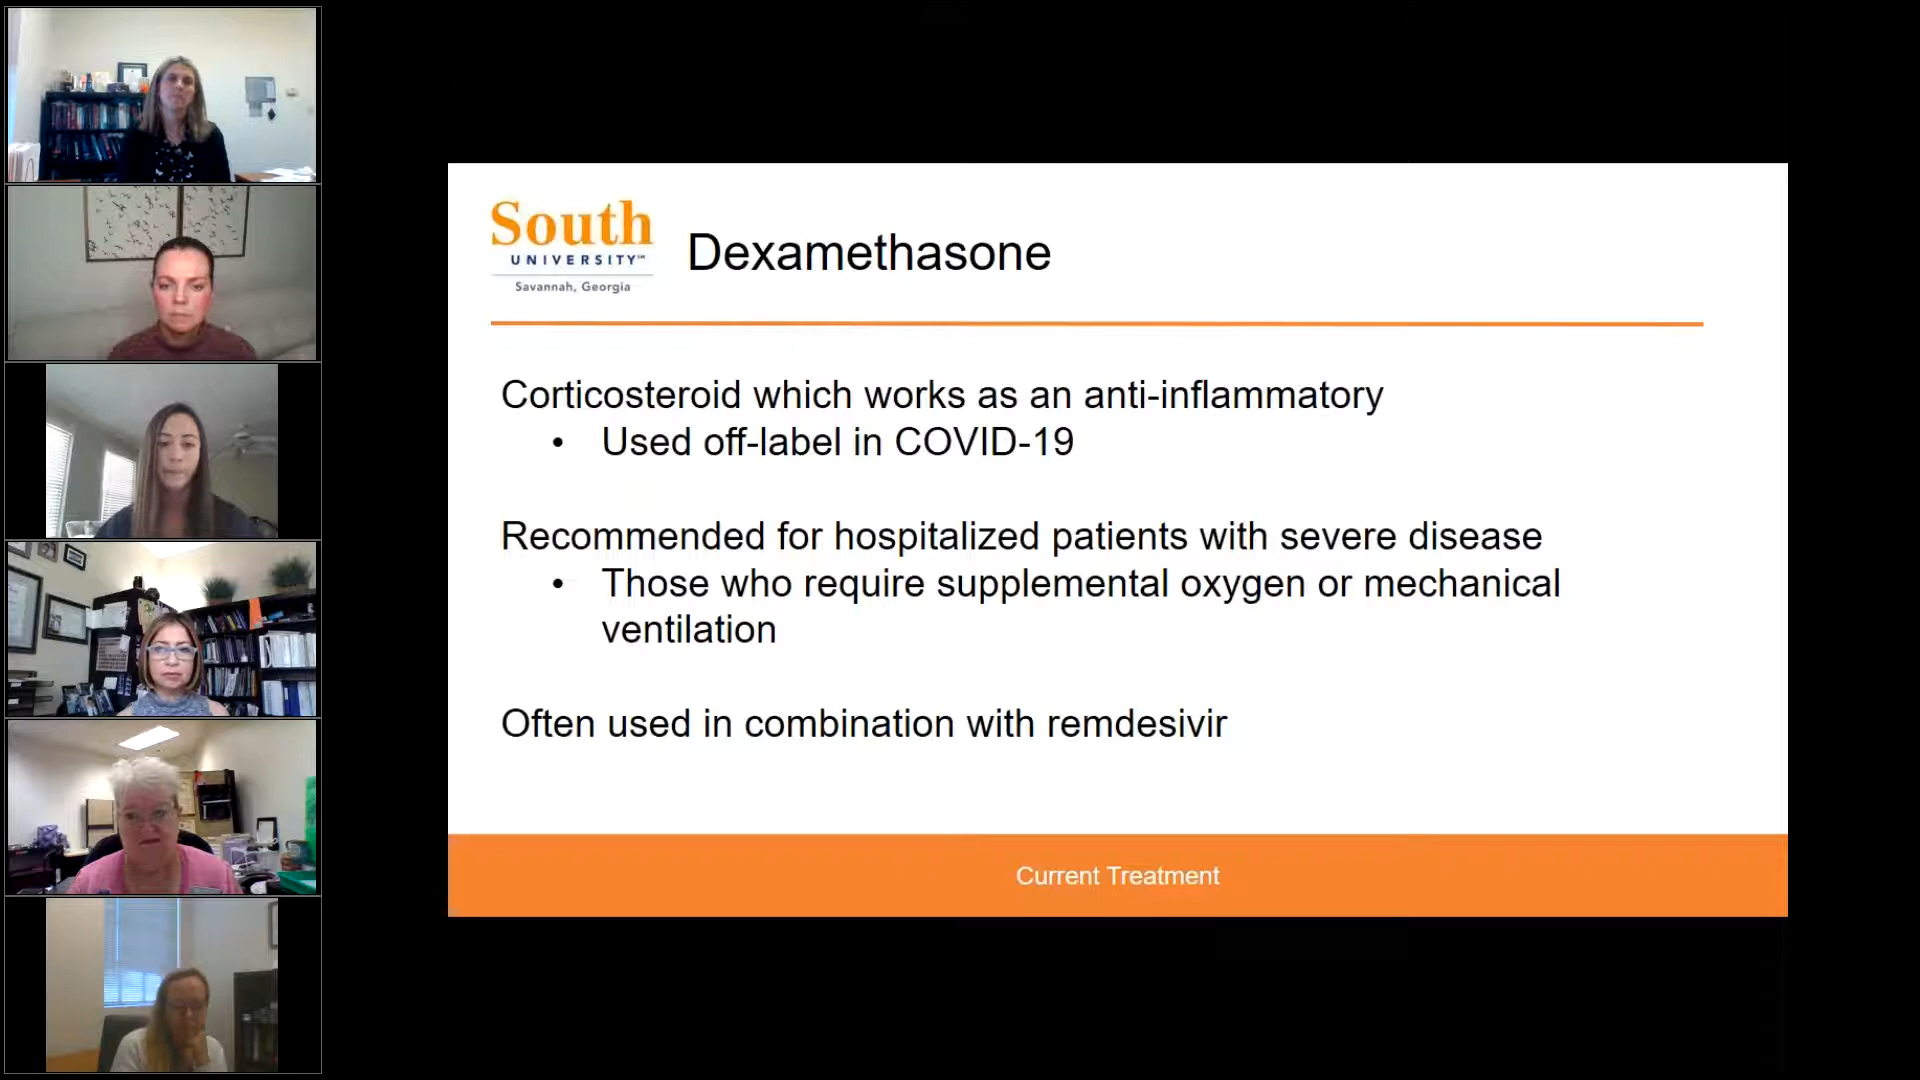 South
UNIVERSITY℠
Savannah, Georgia
Dexamethasone
Corticosteroid which works as an anti-inflammatory
• Used off-label in COVID-19
Recommended for hospitalized patients with severe disease
• Those who require supplemental oxygen or mechanical
ventilation
Often used in combination with remdesivir
Current Treatment